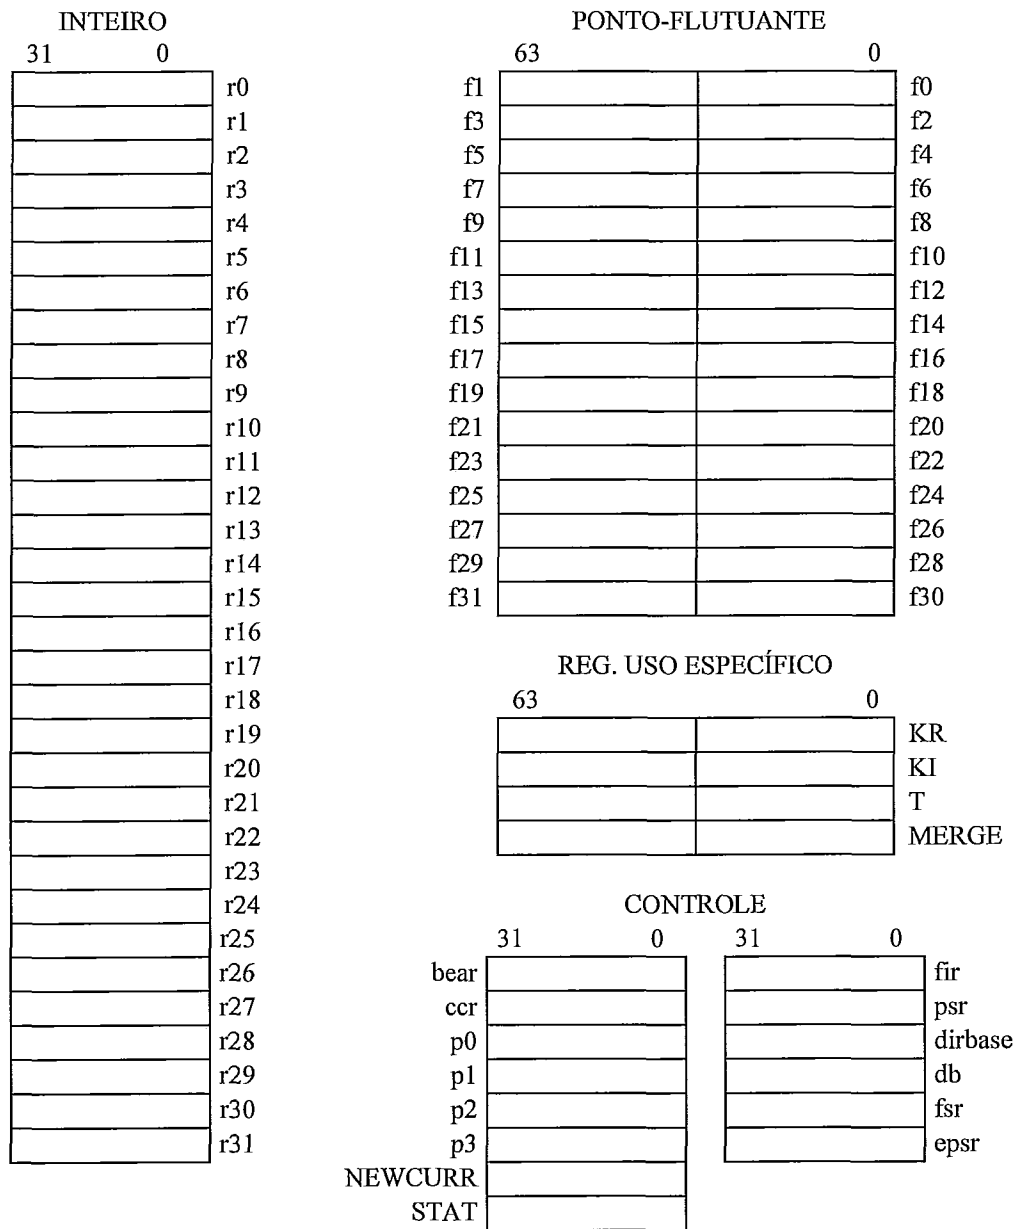 INTEIRO
31 0
r0
r1
r2
r3
r4
r5
r6
r7
r8
r9
r10
r11
r12
r13
r14
r15
r16
r17
r18
r19
r20
r21
r22
r23
r24
r25
r26
r27
r28
r29
r30
r31
PONTO-FLUTUANTE
63 0
f1 f0
f3 f2
f5 f4
f7 f6
f9 f8
f11 f10
f13 f12
f15 f14
f17 f16
f19 f18
f21 f20
f23 f22
f25 f24
f27 f26
f29 f28
f31 f30
REG. USO ESPECÍFICO
63 0
KR
KI
T
MERGE
CONTROLE
31 0 31 0
bear fir
ccr psr
p0 dirbase
p1 db
p2 fsr
p3 epsr
NEWCURR
STAT